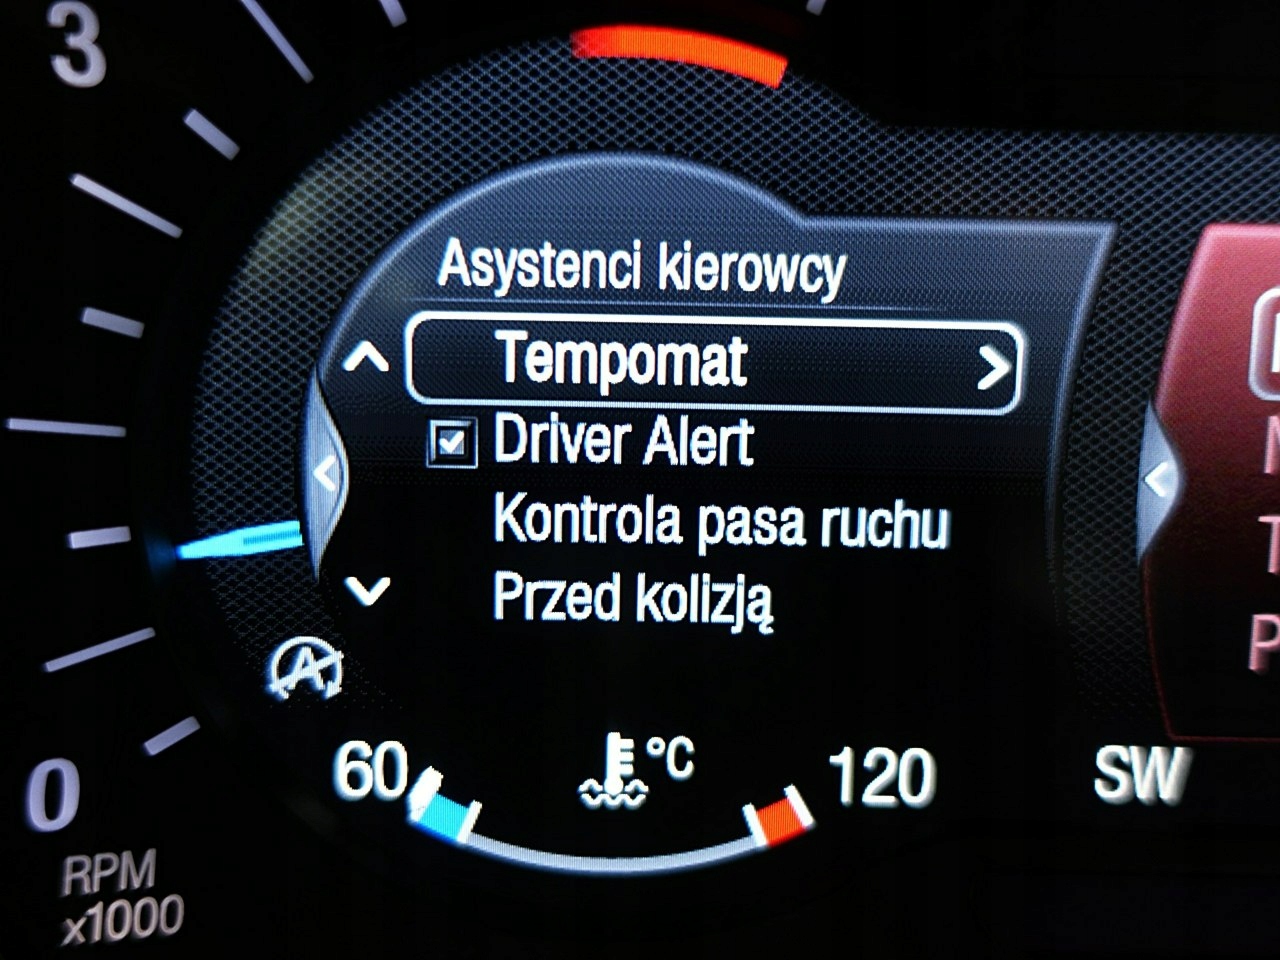 3
Asystenci kierowcy
Tempomat
Driver Alert
Kontrola pasa ruchu
Przed kolizją
A
60
°C
120
SW
0
RPM
x1000